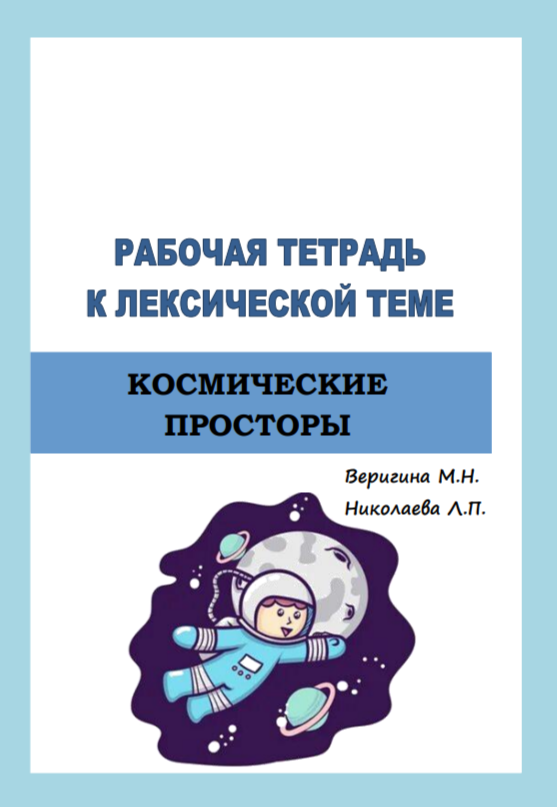 РАБОЧАЯ ТЕТРАДЬ
К ЛЕКСИЧЕСКОЙ ТЕМЕ
КОСМИЧЕСКИЕ
ПРОСТОРЫ
Веригина М.Н.
Николаева Л.П.